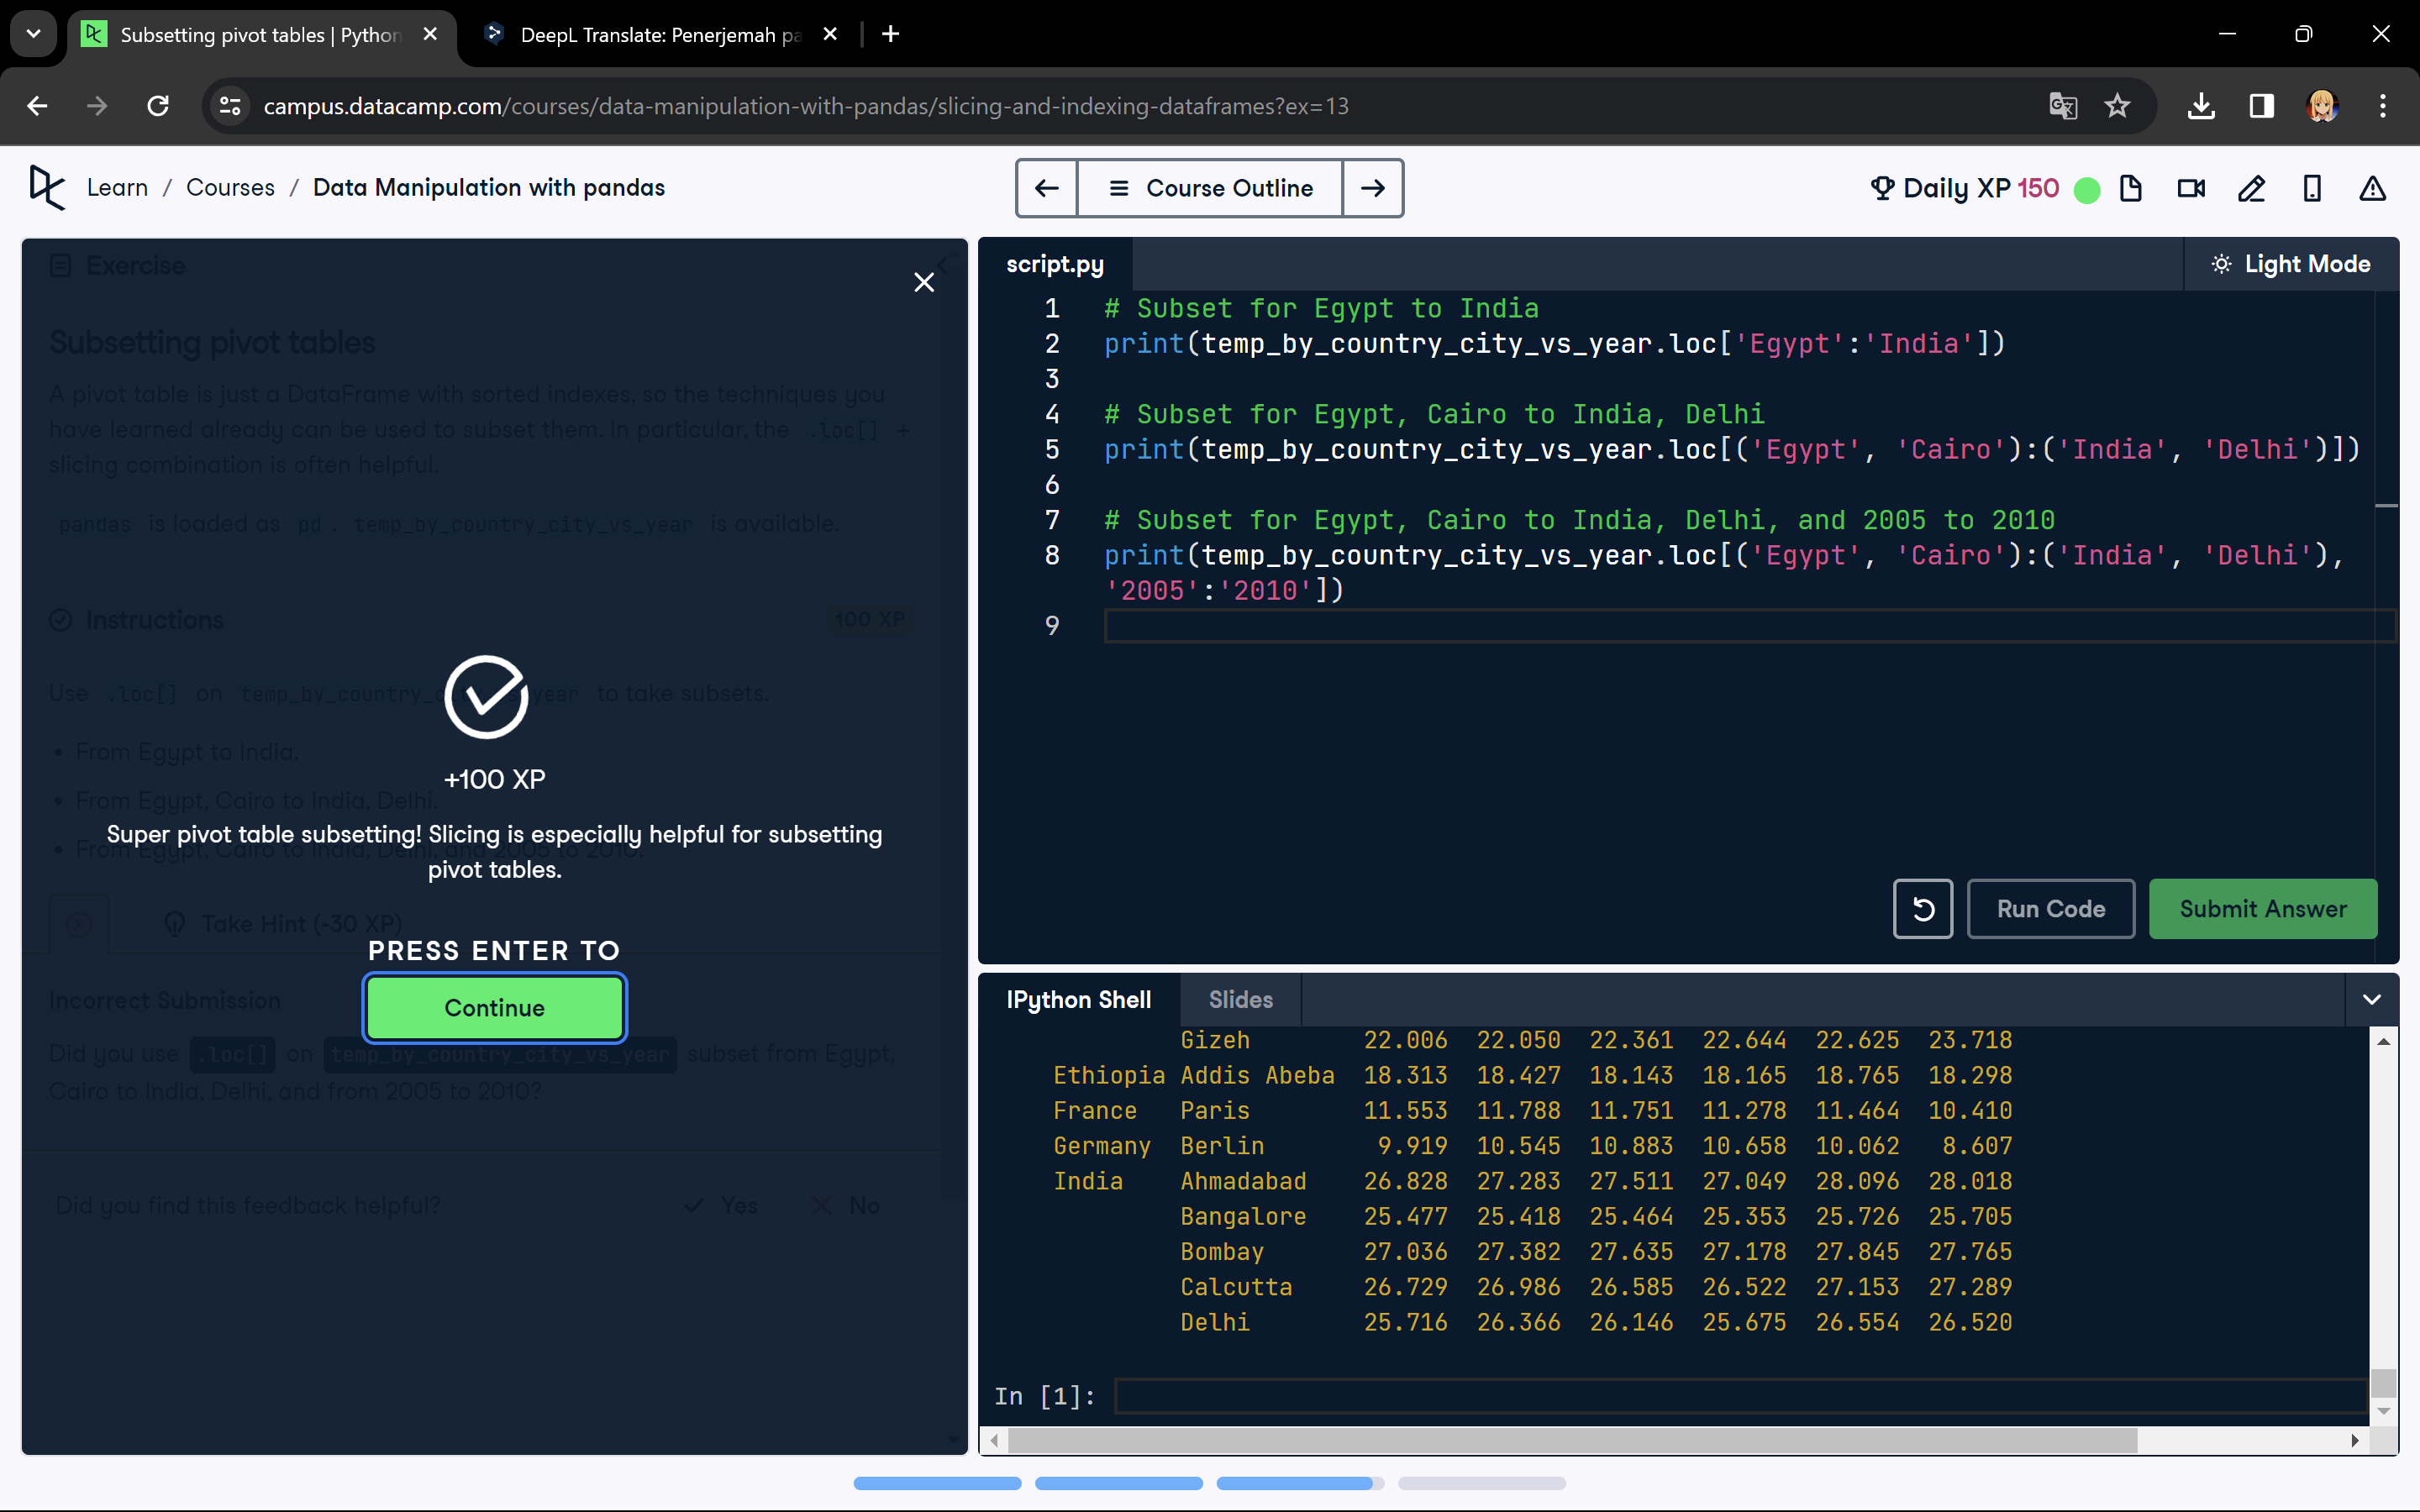 Subsetting pivot tables | Python
DeepL Translate: Penerjemah pa
campus.datacamp.com/courses/data-manipulation-with-pandas/slicing-and-indexing-dataframes?ex=13
Learn / Courses / Data Manipulation with pandas
Course Outline
Daily XP 150
Exercise
Subsetting pivot tables
A pivot table is just a DataFrame with sorted indexes, so the techniques you
have learned already can be used to subset them. In particular, the .loc[] +
slicing combination is often helpful.
pandas is loaded as pd. temp_by_country_city_vs_year is available.
Instructions
100 XP
Use .loc[] on temp_by_country_city_vs_year to take subsets.
• From Egypt to India.
• From Egypt, Cairo to India, Delhi.
• From Egypt, Cairo to India, Delhi, and 2005 to 2010.
+100 XP
Super pivot table subsetting! Slicing is especially helpful for subsetting
pivot tables.
Take Hint (-30 XP)
PRESS ENTER TO
Continue
Incorrect Submission
Did you use .loc[] on temp_by_country_city_vs_year subset from Egypt,
Cairo to India, Delhi, and from 2005 to 2010?
Did you find this feedback helpful?
Yes
No
script.py
Light Mode
1 # Subset for Egypt to India
2 print(temp_by_country_city_vs_year.loc['Egypt':'India'])
3
4 # Subset for Egypt, Cairo to India, Delhi
5 print(temp_by_country_city_vs_year.loc[('Egypt', 'Cairo'):('India', 'Delhi')])
6
7 # Subset for Egypt, Cairo to India, Delhi, and 2005 to 2010
8 print(temp_by_country_city_vs_year.loc[('Egypt', 'Cairo'):('India', 'Delhi'),
'2005':'2010'])
9
Run Code
Submit Answer
IPython Shell
Slides
Gizeh 22.006 22.050 22.361 22.644 22.625 23.718
Ethiopia Addis Abeba 18.313 18.427 18.143 18.165 18.765 18.298
France Paris 11.553 11.788 11.751 11.278 11.464 10.410
Germany Berlin 9.919 10.545 10.883 10.658 10.062 8.607
India Ahmadabad 26.828 27.283 27.511 27.049 28.096 28.018
Bangalore 25.477 25.418 25.464 25.353 25.726 25.705
Bombay 27.036 27.382 27.635 27.178 27.845 27.765
Calcutta 26.729 26.986 26.585 26.522 27.153 27.289
Delhi 25.716 26.366 26.146 25.675 26.554 26.520
In [1]: